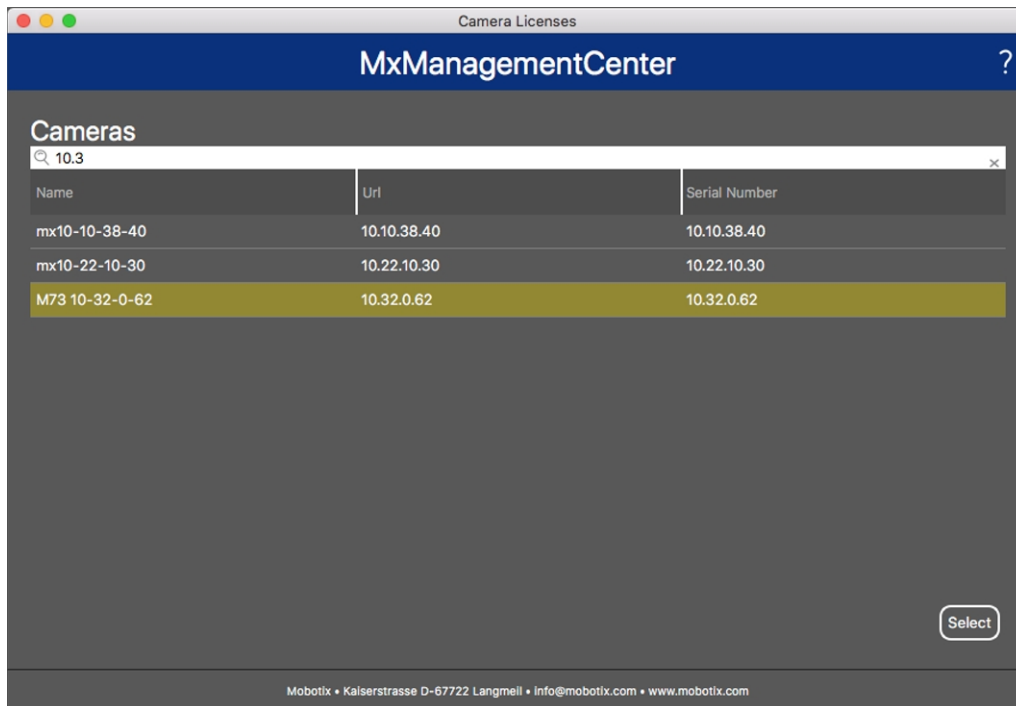 Camera Licenses
MxManagementCenter ?
Cameras
10.3 ×
Name Url Serial Number
mx10-10-38-40 10.10.38.40 10.10.38.40
mx10-22-10-30 10.22.10.30 10.22.10.30
M73 10-32-0-62 10.32.0.62 10.32.0.62
Select
Mobotix • Kaiserstrasse D-67722 Langmeil • info@mobotix.com • www.mobotix.com